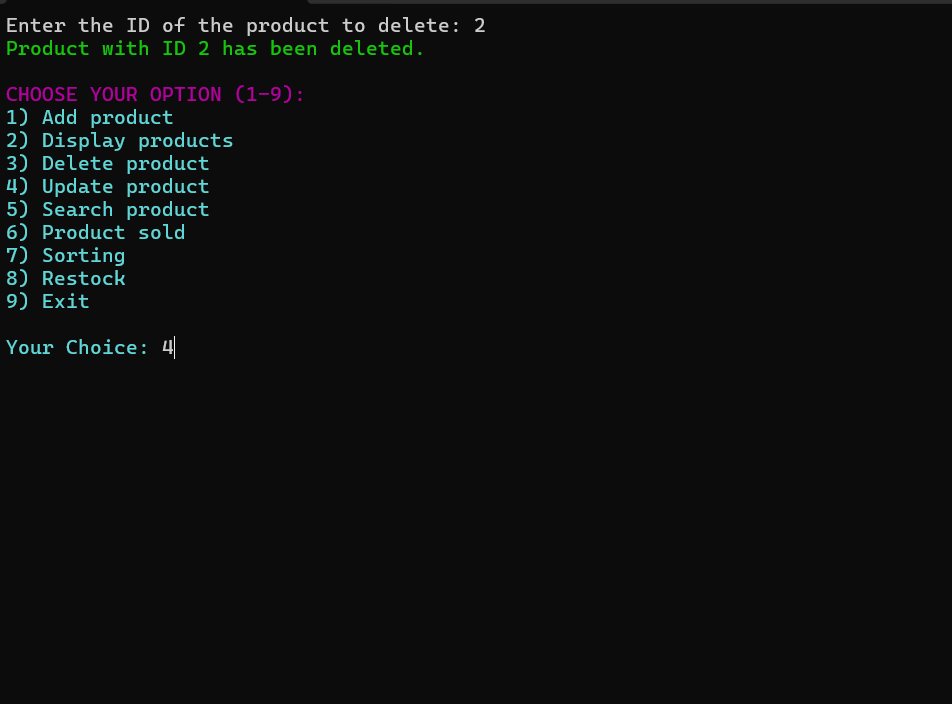 Enter the ID of the product to delete: 2
Product with ID 2 has been deleted.
CHOOSE YOUR OPTION (1-9):
1) Add product
2) Display products
3) Delete product
4) Update product
5) Search product
6) Product sold
7) Sorting
8) Restock
9) Exit
Your Choice: 4